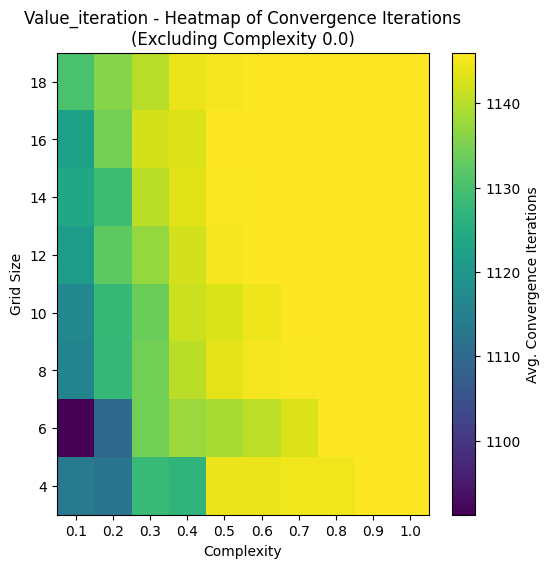 Value_iteration - Heatmap of Convergence Iterations
(Excluding Complexity 0.0)
18
16
14
12
10
8
6
4
Grid Size
0.1 0.2 0.3 0.4 0.5 0.6 0.7 0.8 0.9 1.0
Complexity
1140
1130
1120
1110
1100
Avg. Convergence Iterations